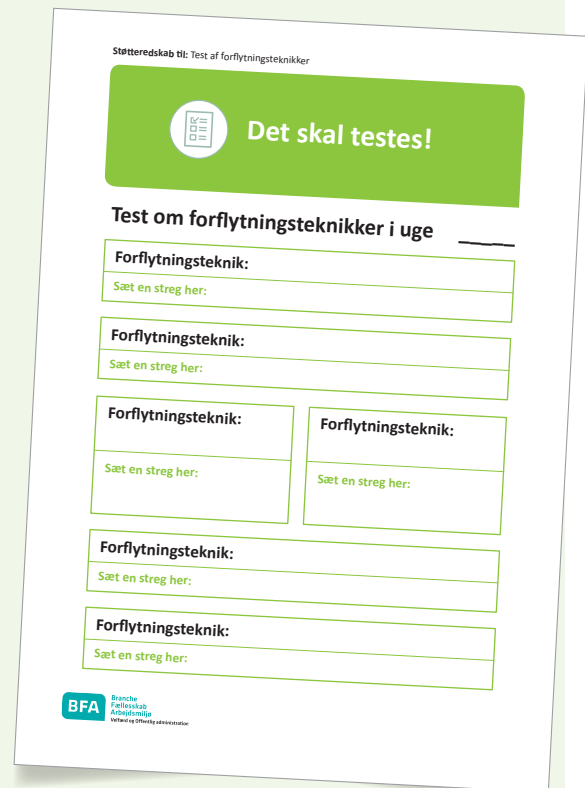 Støtteredskab til: Test af forflytningsteknikker
Det skal testes!
Test om forflytningsteknikker i uge _____
Forflytningsteknik:
Sæt en streg her:
Forflytningsteknik:
Sæt en streg her:
Forflytningsteknik:
Sæt en streg her:
Forflytningsteknik:
Sæt en streg her:
Forflytningsteknik:
Sæt en streg her:
Forflytningsteknik:
Sæt en streg her:
BFA
Branche
Fællesskab
Arbejdsmiljø
Velfærd og Offentlig administration